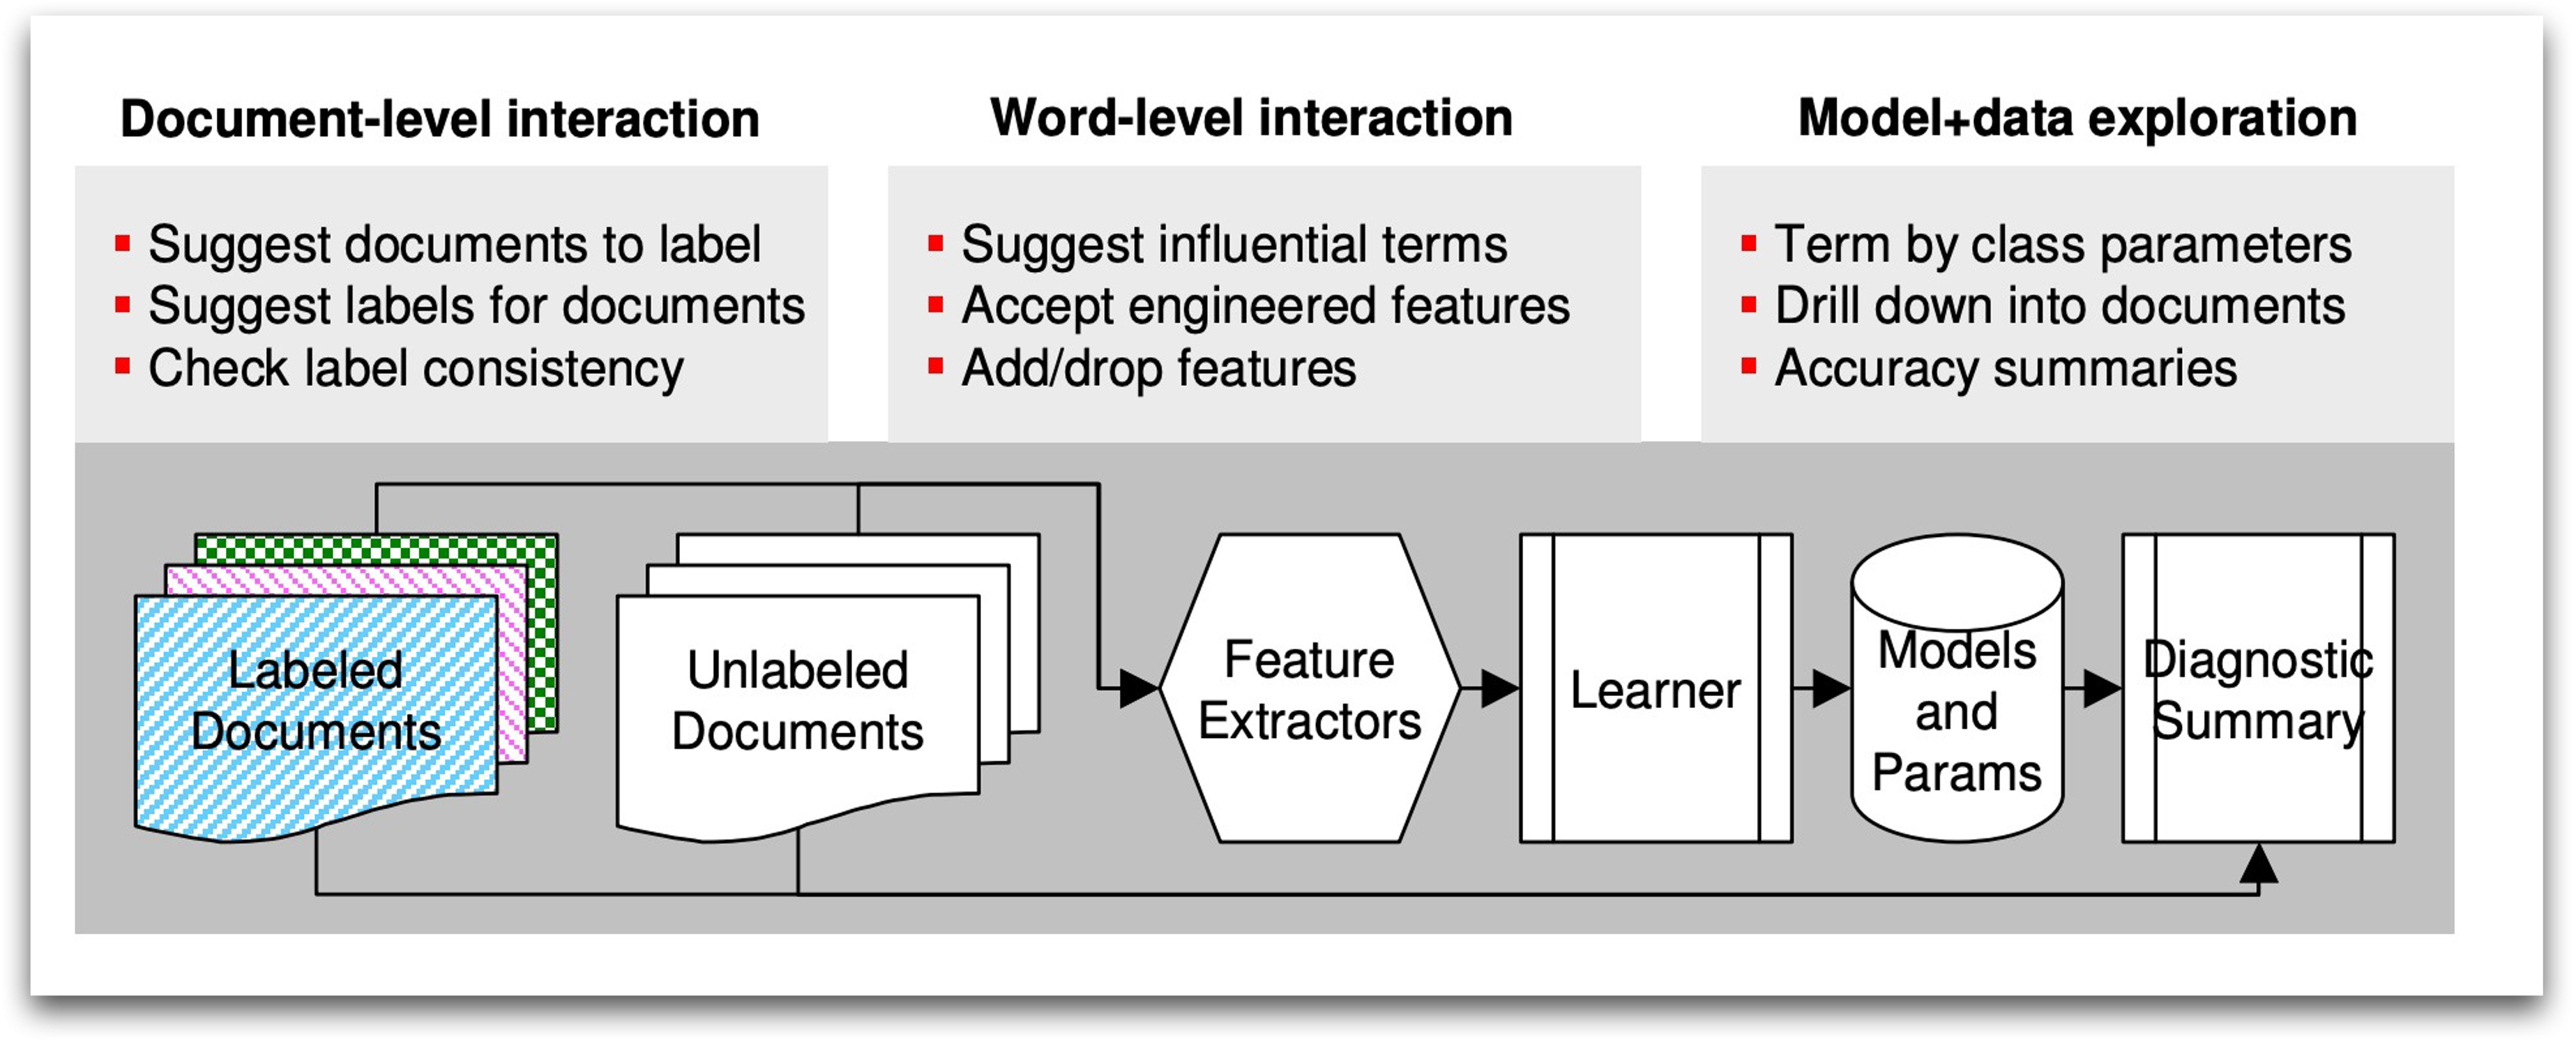 Document-level interaction
Suggest documents to label
Suggest labels for documents
Check label consistency
Word-level interaction
Suggest influential terms
Accept engineered features
Add/drop features
Model+data exploration
Term by class parameters
Drill down into documents
Accuracy summaries
Labeled
Documents
Unlabeled
Documents
Feature
Extractors
Learner
Models
and
Params
Diagnostic
Summary